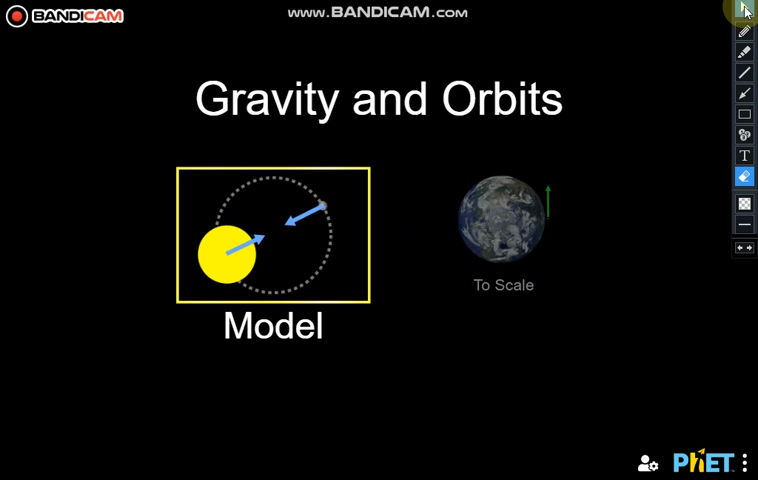 BANDICAM
www.BANDICAM.com
Gravity and Orbits
T
To Scale
Model
PhET